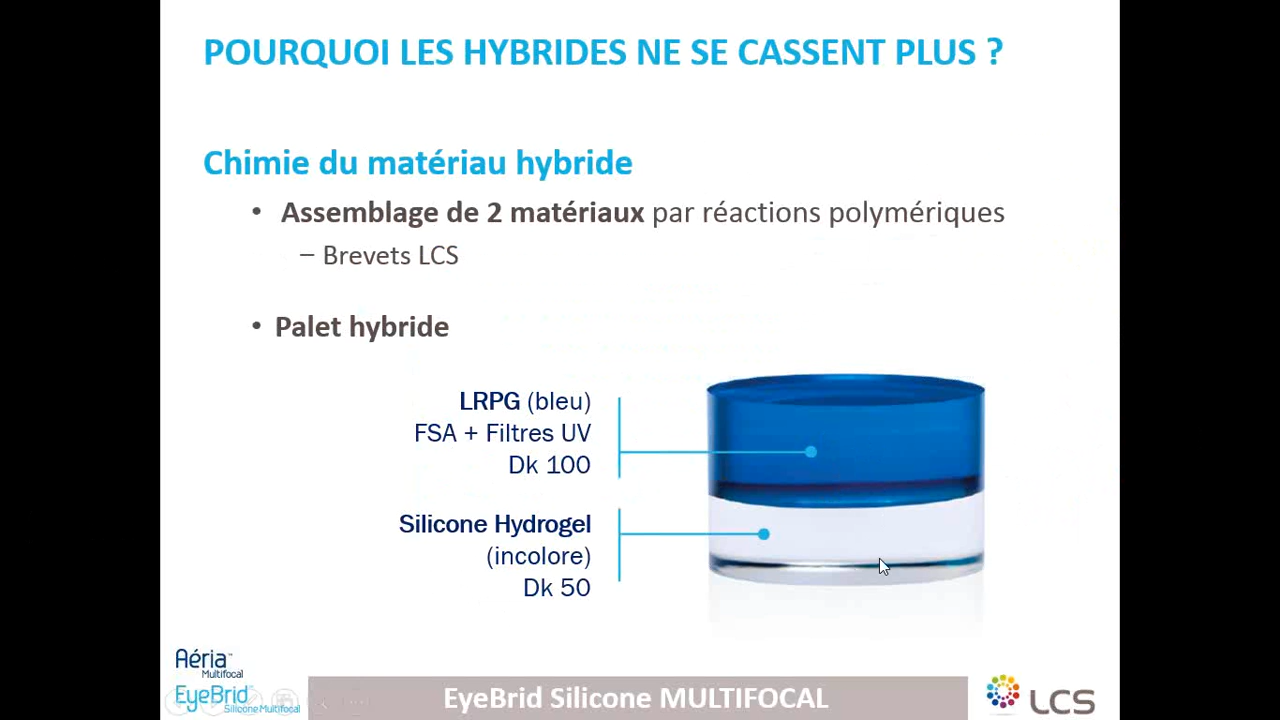 POURQUOI LES HYBRIDES NE SE CASSENT PLUS ?
Chimie du matériau hybride
• Assemblage de 2 matériaux par réactions polymériques
– Brevets LCS
• Palet hybride
LRPG (bleu)
FSA + Filtres UV
Dk 100
Silicone Hydrogel
(incolore)
Dk 50
Aéria™
Multifocal
EyeBrid™
Silicone Multifocal
EyeBrid Silicone MULTIFOCAL
LCS